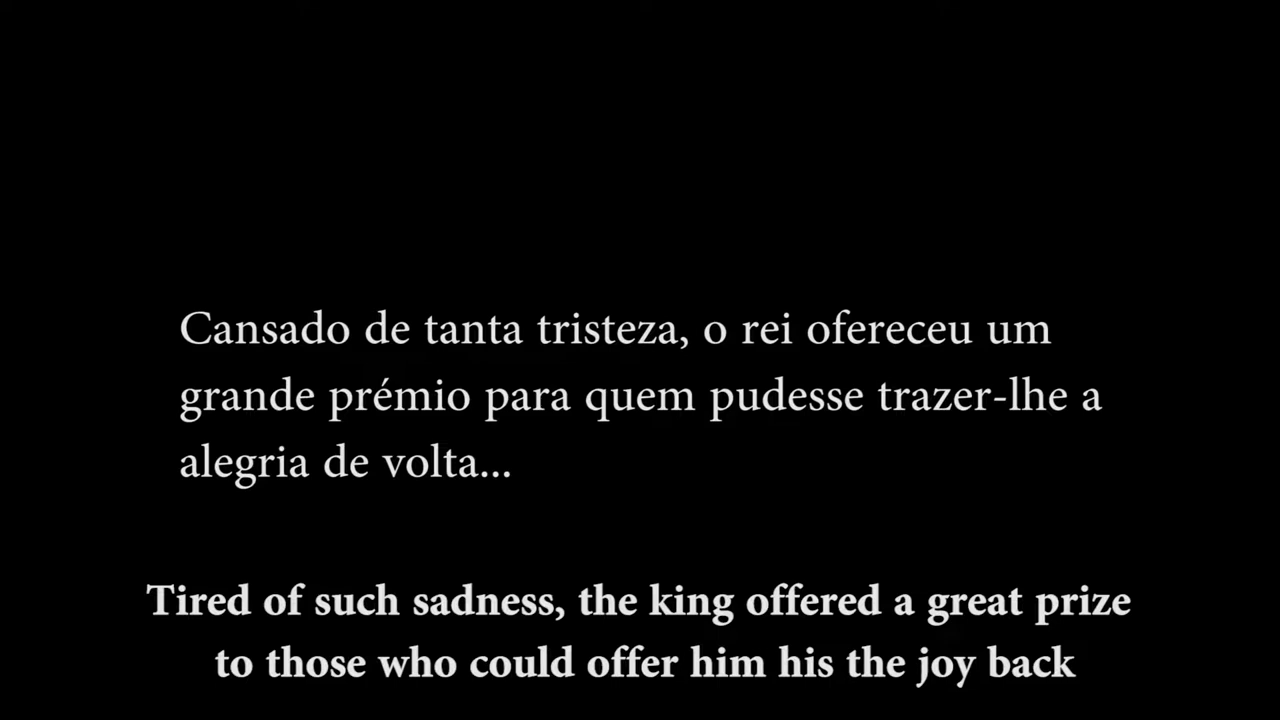 Cansado de tanta tristeza, o rei ofereceu um
grande prémio para quem pudesse trazer-lhe a
alegria de volta...
Tired of such sadness, the king offered a great prize
to those who could offer him his the joy back